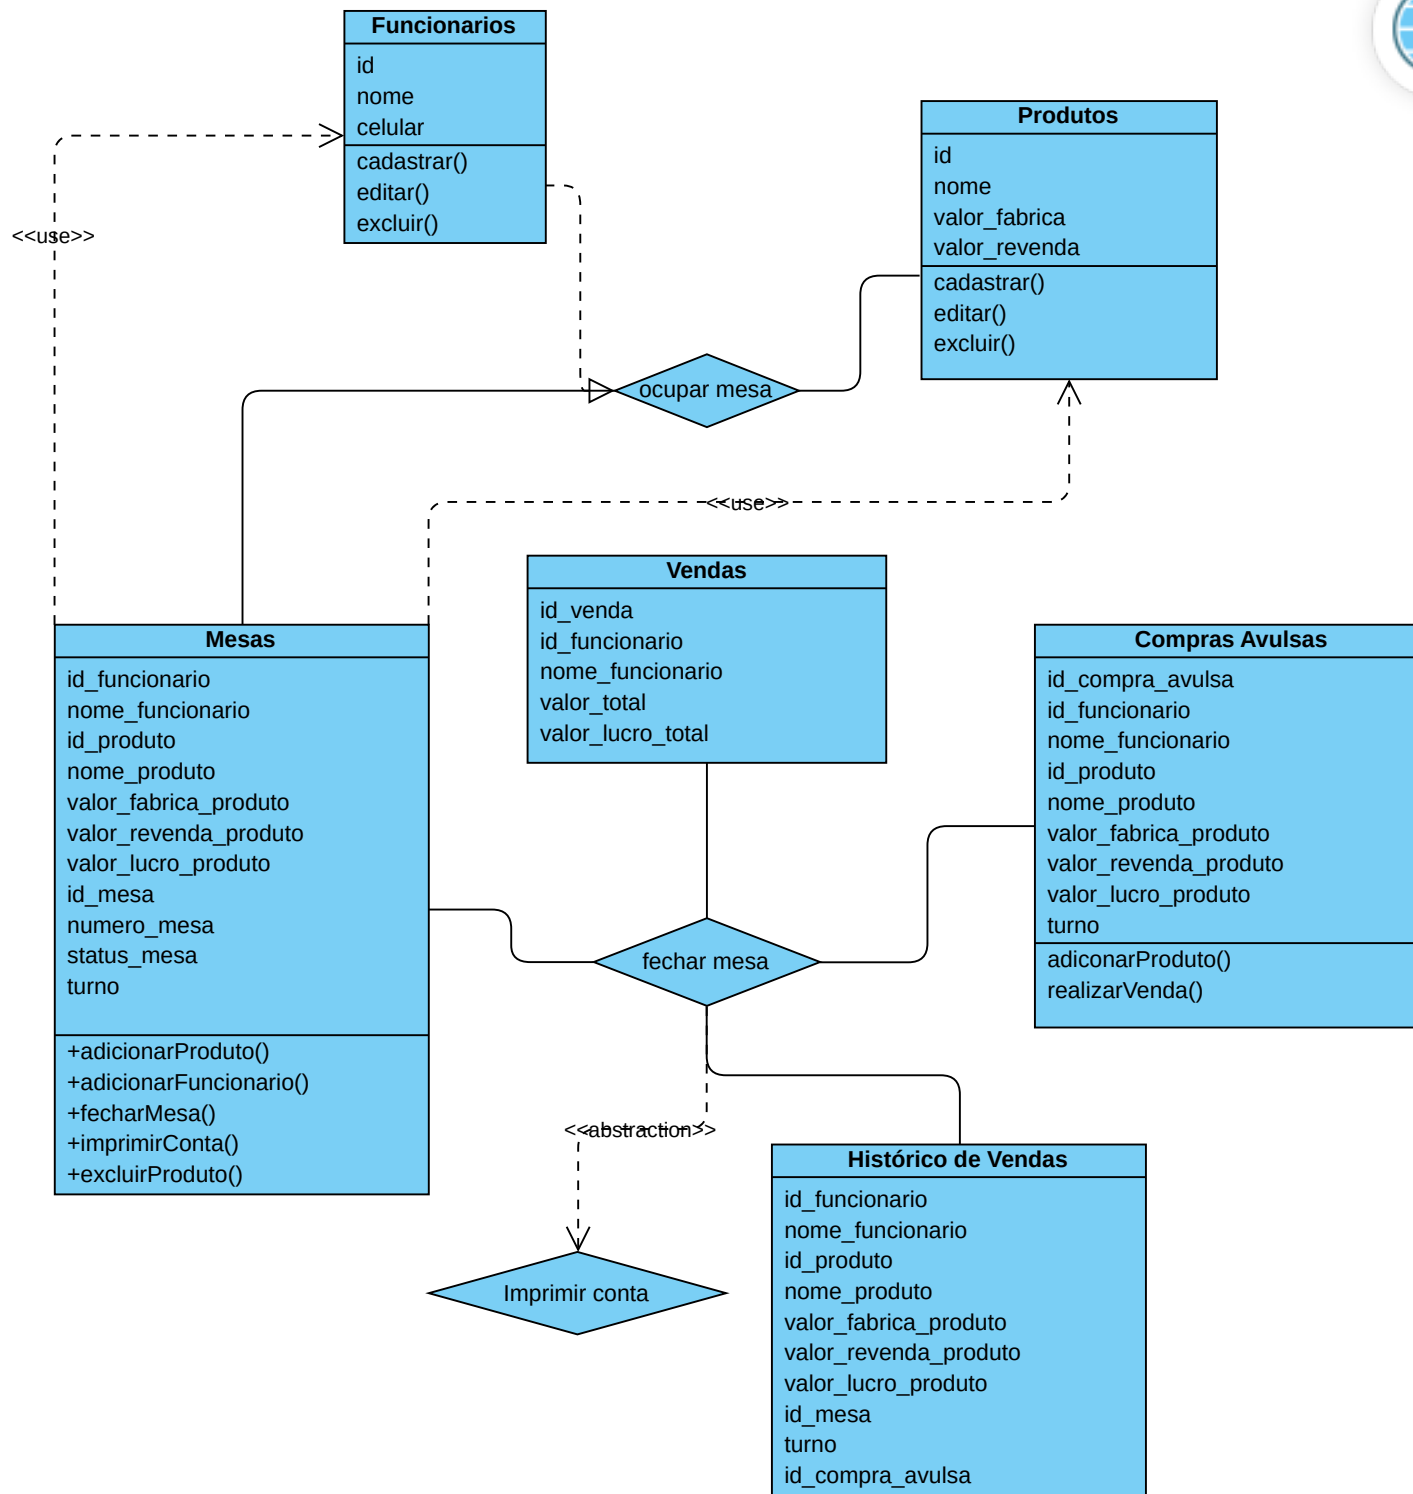 Funcionarios
id
nome
celular
cadastrar()
editar()
excluir()
Produtos
id
nome
valor_fabrica
valor_revenda
cadastrar()
editar()
excluir()
<<use>>
ocupar mesa
<<use>>
Vendas
id_venda
id_funcionario
nome_funcionario
valor_total
valor_lucro_total
Mesas
id_funcionario
nome_funcionario
id_produto
nome_produto
valor_fabrica_produto
valor_revenda_produto
valor_lucro_produto
id_mesa
numero_mesa
status_mesa
turno
+adicionarProduto()
+adicionarFuncionario()
+fecharMesa()
+imprimirConta()
+excluirProduto()
Compras Avulsas
id_compra_avulsa
id_funcionario
nome_funcionario
id_produto
nome_produto
valor_fabrica_produto
valor_revenda_produto
valor_lucro_produto
turno
adiconarProduto()
realizarVenda()
fechar mesa
<<abstraction>>
Imprimir conta
Histórico de Vendas
id_funcionario
nome_funcionario
id_produto
nome_produto
valor_fabrica_produto
valor_revenda_produto
valor_lucro_produto
id_mesa
turno
id_compra_avulsa